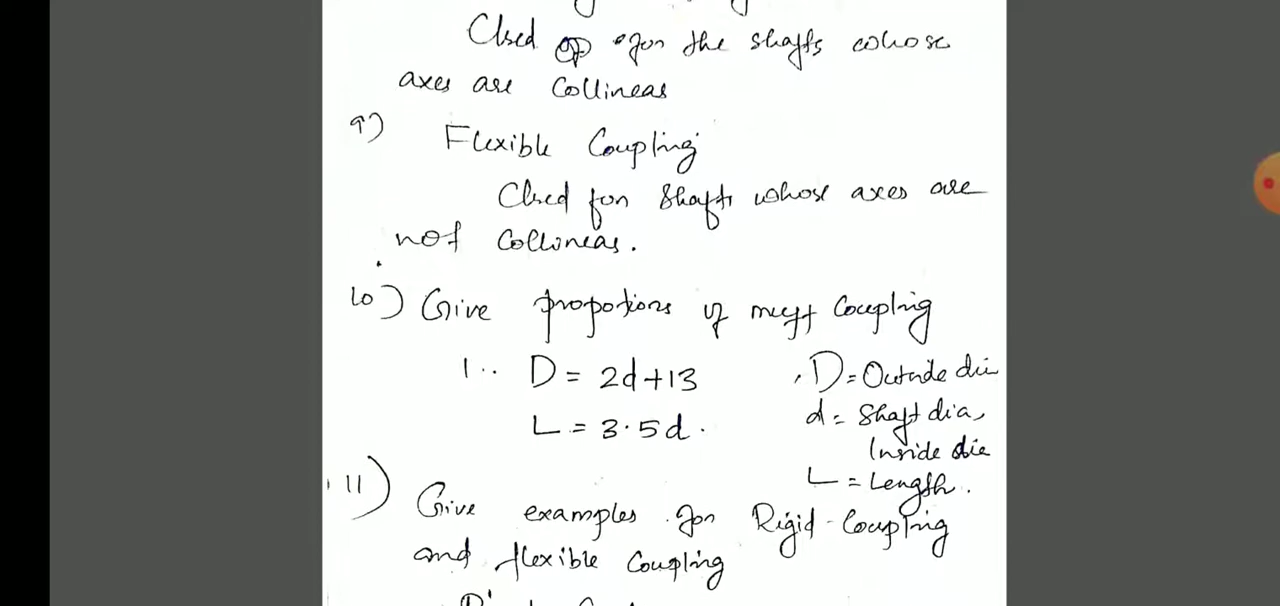 Used for the shafts whose
axes are Collinear
9)
Flexible Coupling
Used for shafts whose axes are
not Collinear.
10) Give propotions of muff Coupling
1.. D = 2d+13
L = 3.5d.
D = Outside dia
d = Shaft dia,
Inside dia
L = Length.
11) Give examples for Rigid Coupling
and flexible Coupling